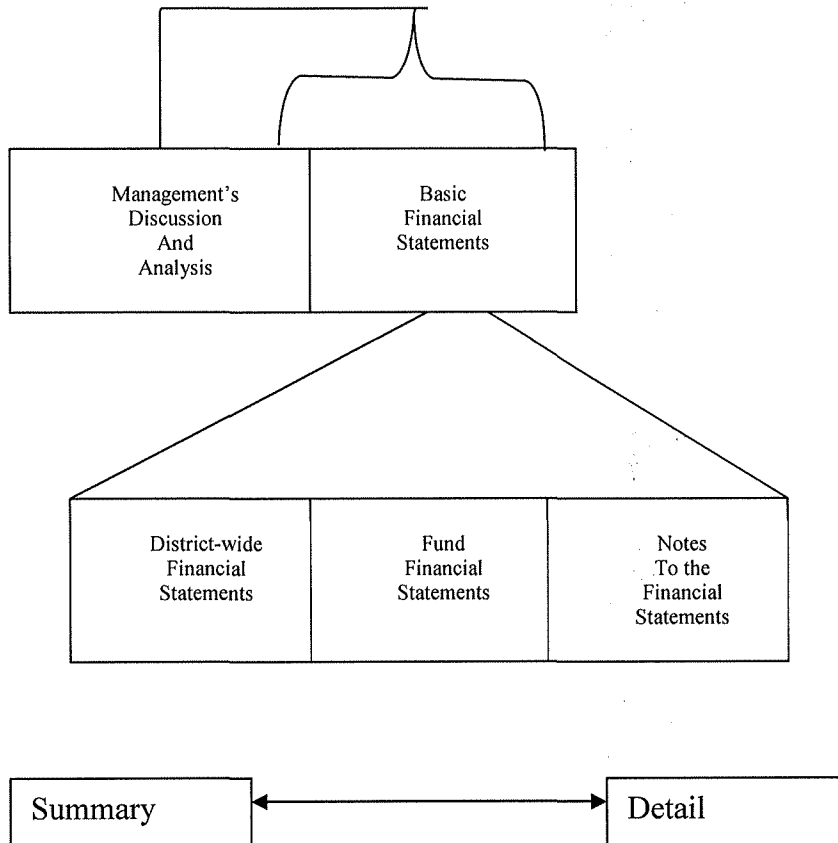 Management's
Discussion
And
Analysis
Basic
Financial
Statements
District-wide
Financial
Statements
Fund
Financial
Statements
Notes
To the
Financial
Statements
Summary
Detail